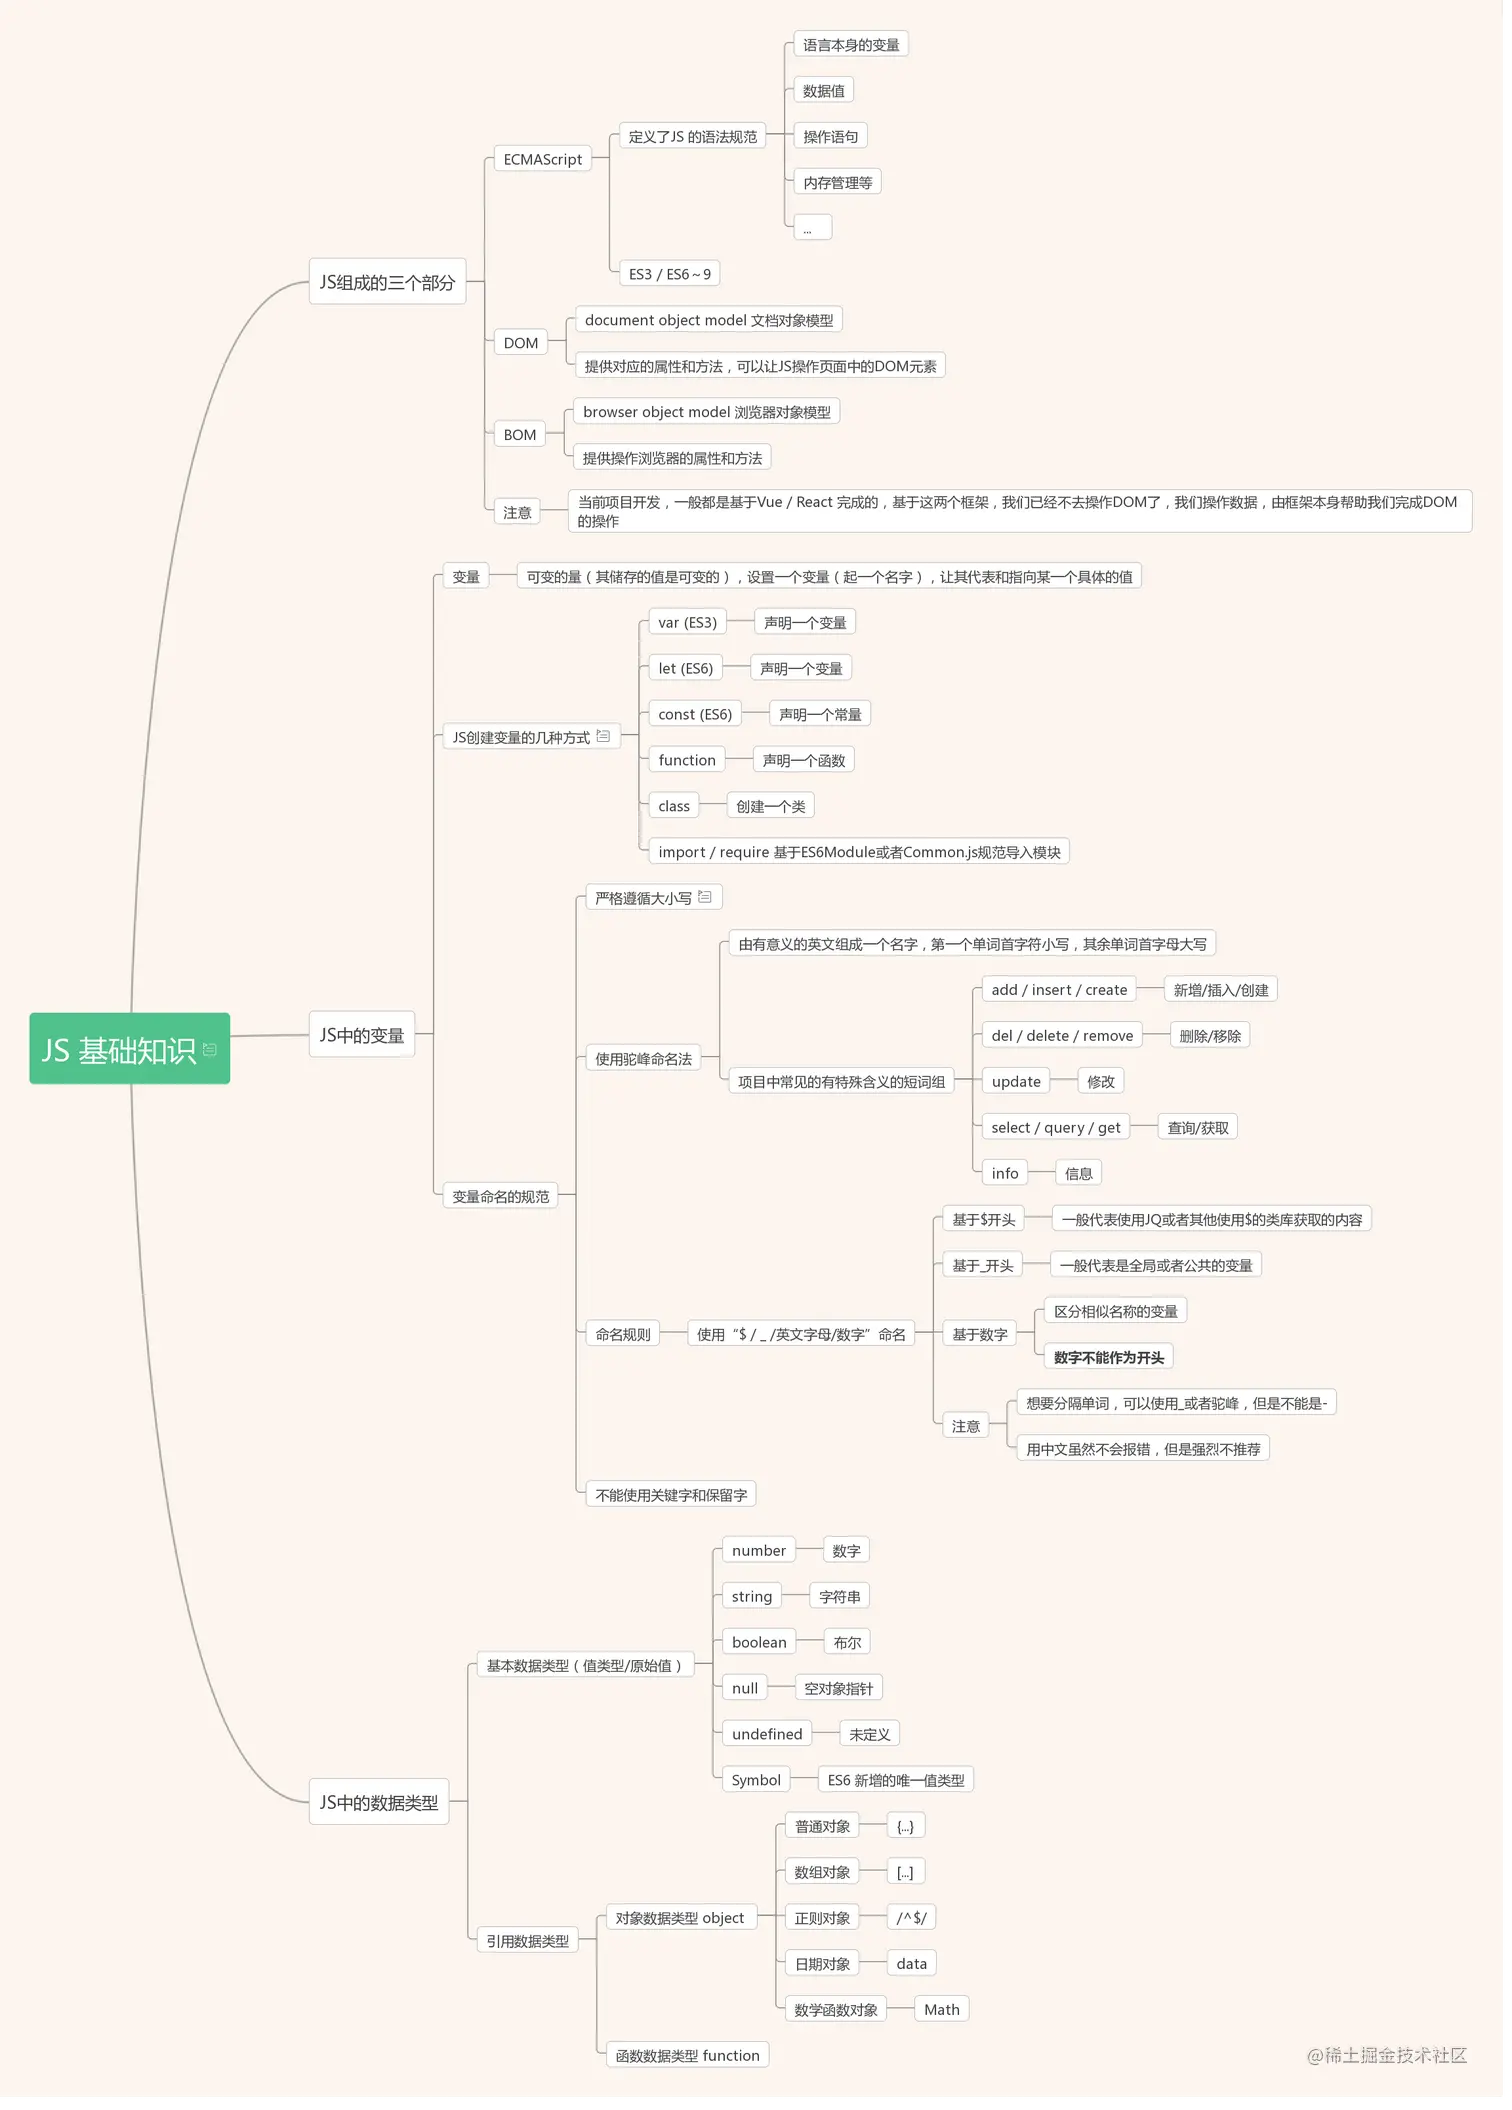 JS 基础知识
JS组成的三个部分
ECMAScript
定义了JS 的语法规范
语言本身的变量
数据值
操作语句
内存管理等
...
ES3 / ES6～9
DOM
document object model 文档对象模型
提供对应的属性和方法，可以让JS操作页面中的DOM元素
BOM
browser object model 浏览器对象模型
提供操作浏览器的属性和方法
注意
当前项目开发，一般都是基于Vue / React 完成的，基于这两个框架，我们已经不去操作DOM了，我们操作数据，由框架本身帮助我们完成DOM
的操作
JS中的变量
变量
可变的量（其储存的值是可变的），设置一个变量（起一个名字），让其代表和指向某一个具体的值
JS创建变量的几种方式
var (ES3)
声明一个变量
let (ES6)
声明一个变量
const (ES6)
声明一个常量
function
声明一个函数
class
创建一个类
import / require 基于ES6Module或者Common.js规范导入模块
变量命名的规范
严格遵循大小写
使用驼峰命名法
由有意义的英文组成一个名字，第一个单词首字符小写，其余单词首字母大写
项目中常见的有特殊含义的短词组
add / insert / create
新增/插入/创建
del / delete / remove
删除/移除
update
修改
select / query / get
查询/获取
info
信息
命名规则
使用“$ / _ /英文字母/数字”命名
基于$开头
一般代表使用JQ或者其他使用$的类库获取的内容
基于_开头
一般代表是全局或者公共的变量
基于数字
区分相似名称的变量
数字不能作为开头
注意
想要分隔单词，可以使用_或者驼峰，但是不能是-
用中文虽然不会报错，但是强烈不推荐
不能使用关键字和保留字
JS中的数据类型
基本数据类型（值类型/原始值）
number
数字
string
字符串
boolean
布尔
null
空对象指针
undefined
未定义
Symbol
ES6 新增的唯一值类型
引用数据类型
对象数据类型 object
普通对象
{...}
数组对象
[...]
正则对象
/^$/
日期对象
data
数学函数对象
Math
函数数据类型 function
@稀土掘金技术社区